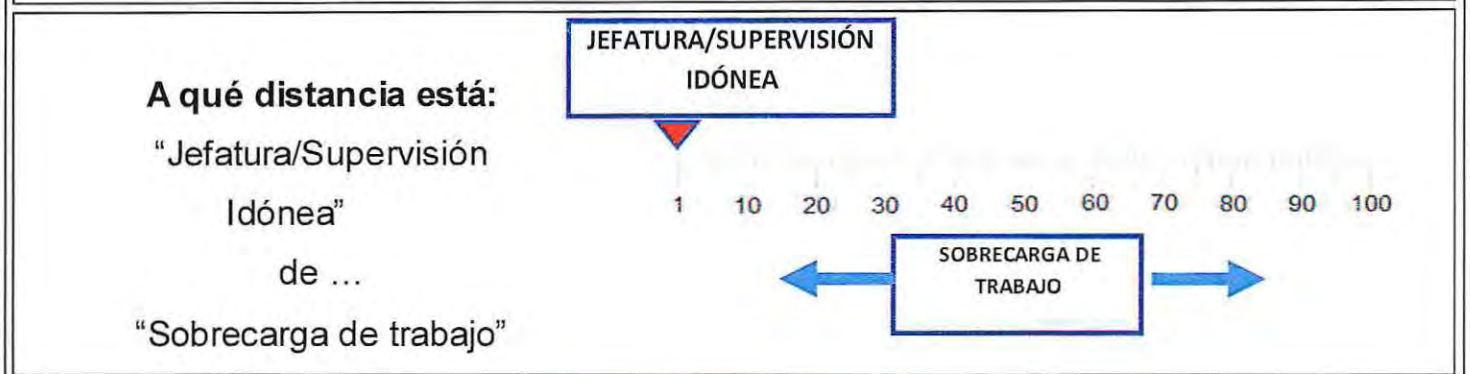 A qué distancia está:
“Jefatura/Supervisión
Idónea”
de ...
“Sobrecarga de trabajo”
JEFATURA/SUPERVISIÓN
IDÓNEA
1 10 20 30 40 50 60 70 80 90 100
SOBRECARGA DE
TRABAJO